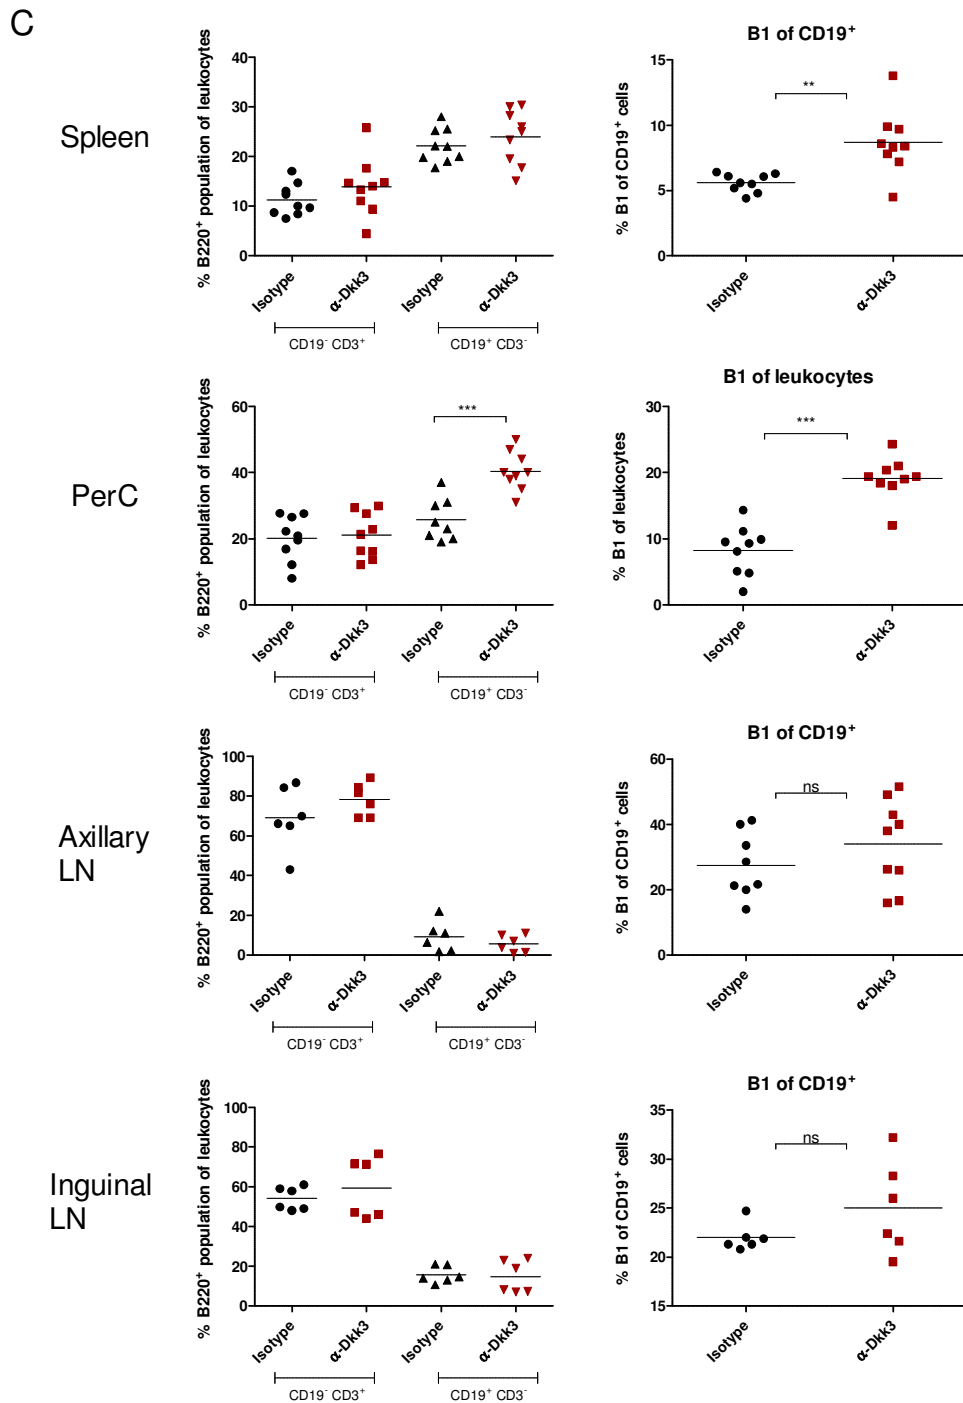 C
Spleen
% B220⁺ population of leukocytes
40
30
20
10
0
Isotype
α-Dkk3
Isotype
α-Dkk3
CD19⁻ CD3⁺
CD19⁺ CD3⁻
B1 of CD19⁺
% B1 of CD19⁺ cells
15
10
5
0
**
Isotype
α-Dkk3
PerC
% B220⁺ population of leukocytes
60
40
20
0
***
Isotype
α-Dkk3
Isotype
α-Dkk3
CD19⁻ CD3⁺
CD19⁺ CD3⁻
B1 of leukocytes
% B1 of leukocytes
30
20
10
0
***
Isotype
α-Dkk3
Axillary
LN
% B220⁺ population of leukocytes
100
80
60
40
20
0
Isotype
α-Dkk3
Isotype
α-Dkk3
CD19⁻ CD3⁺
CD19⁺ CD3⁻
B1 of CD19⁺
% B1 of CD19⁺ cells
60
40
20
0
ns
Isotype
α-Dkk3
Inguinal
LN
% B220⁺ population of leukocytes
100
80
60
40
20
0
Isotype
α-Dkk3
Isotype
α-Dkk3
CD19⁻ CD3⁺
CD19⁺ CD3⁻
B1 of CD19⁺
% B1 of CD19⁺ cells
35
30
25
20
15
ns
Isotype
α-Dkk3